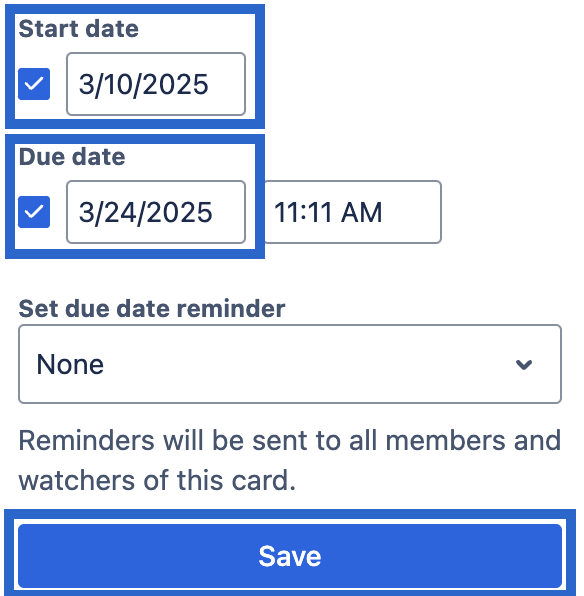 Start date
3/10/2025
Due date
3/24/2025 11:11 AM
Set due date reminder
None
Reminders will be sent to all members and
watchers of this card.
Save